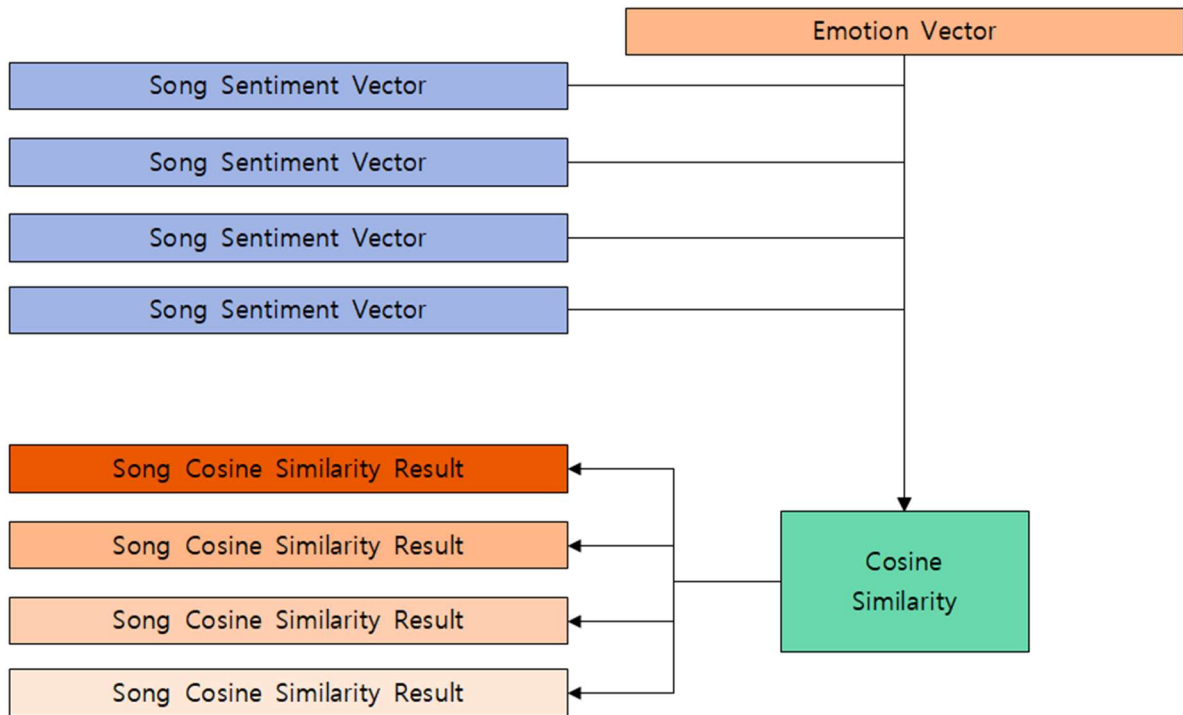 Emotion Vector
Song Sentiment Vector
Song Sentiment Vector
Song Sentiment Vector
Song Sentiment Vector
Song Cosine Similarity Result
Song Cosine Similarity Result
Song Cosine Similarity Result
Song Cosine Similarity Result
Cosine
Similarity